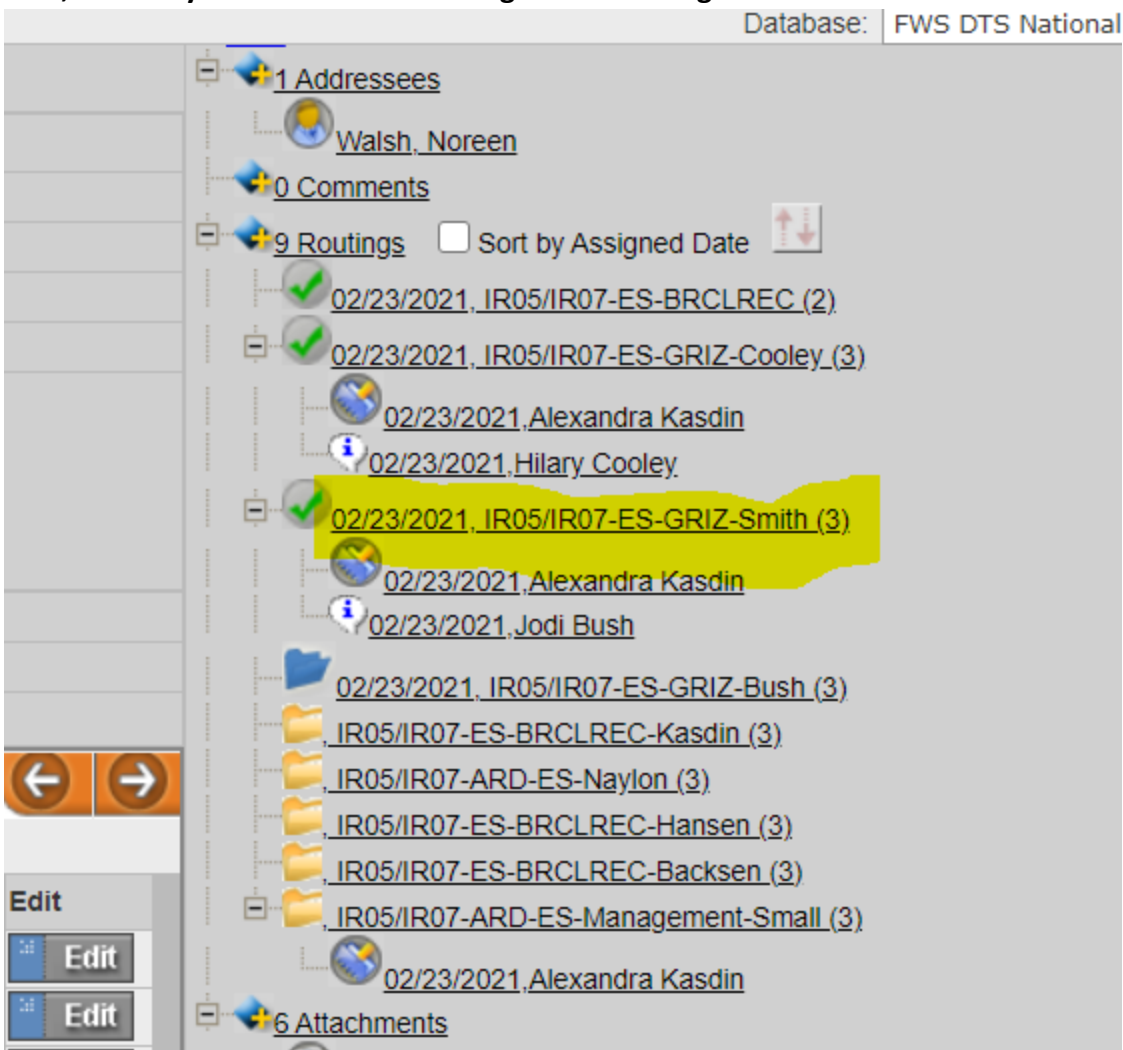 Database: FWS DTS National
1 Addressees
Walsh, Noreen
0 Comments
9 Routings Sort by Assigned Date
02/23/2021, IR05/IR07-ES-BRCLREC (2)
02/23/2021, IR05/IR07-ES-GRIZ-Cooley (3)
02/23/2021,Alexandra Kasdin
02/23/2021,Hilary Cooley
02/23/2021, IR05/IR07-ES-GRIZ-Smith (3)
02/23/2021,Alexandra Kasdin
02/23/2021,Jodi Bush
02/23/2021, IR05/IR07-ES-GRIZ-Bush (3)
, IR05/IR07-ES-BRCLREC-Kasdin (3)
, IR05/IR07-ARD-ES-Naylon (3)
, IR05/IR07-ES-BRCLREC-Hansen (3)
, IR05/IR07-ES-BRCLREC-Backsen (3)
Edit
, IR05/IR07-ARD-ES-Management-Small (3)
Edit
02/23/2021,Alexandra Kasdin
Edit
6 Attachments